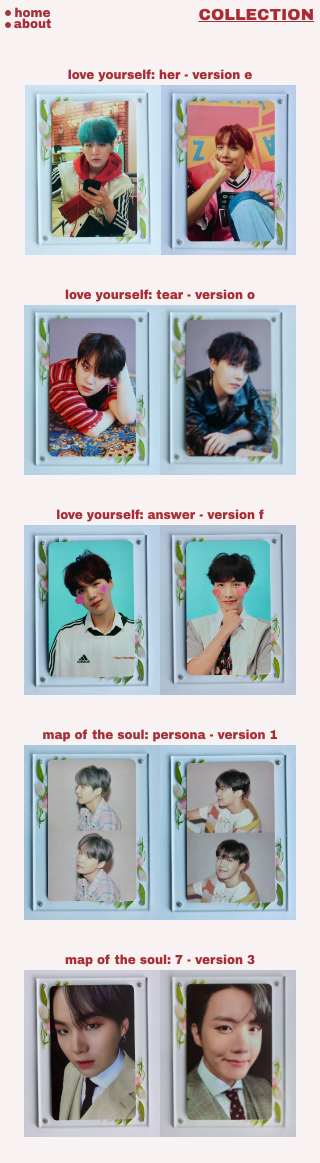 home
about
COLLECTION
love yourself: her - version e
Z
A
love yourself: tear - version o
love yourself: answer - version f
adidas
map of the soul: persona - version 1
map of the soul: 7 - version 3